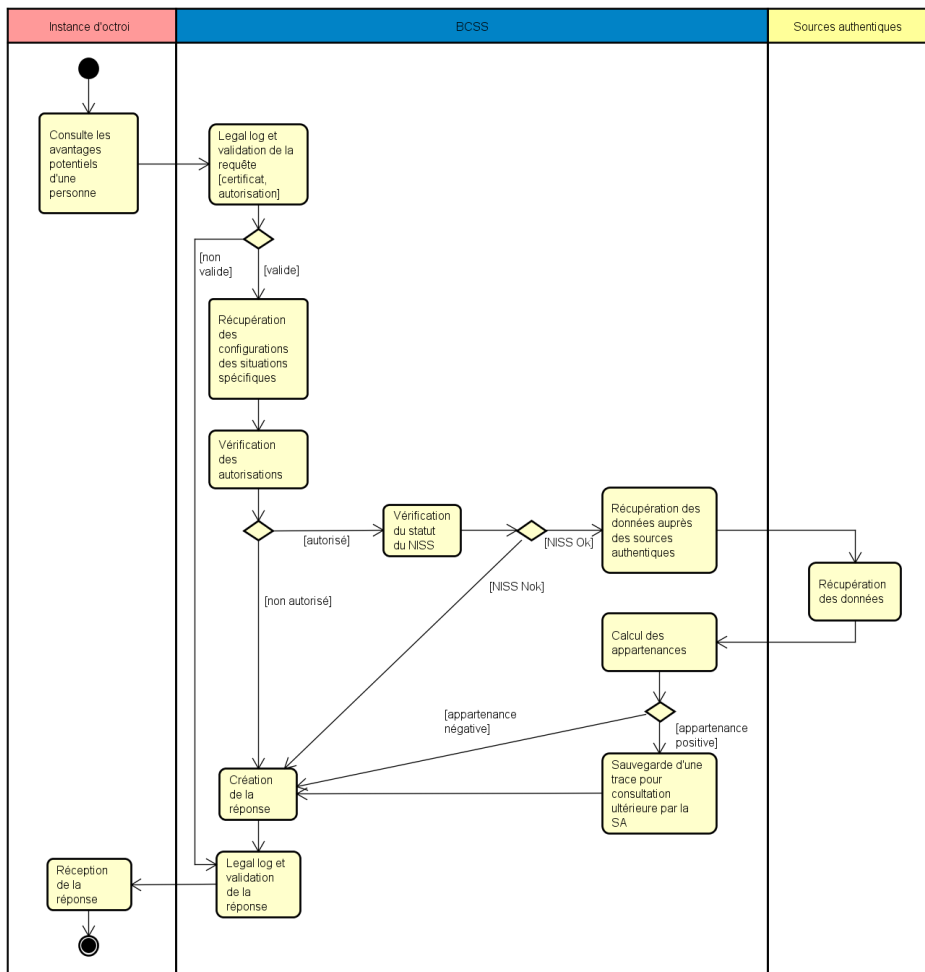 Instance d'octroi
BCSS
Sources authentiques
Consulte les
avantages
potentiels
d'une
personne
Legal log et
validation de la
requête
[certificat,
autorisation]
[non
valide]
[valide]
Récupération
des
configurations
des situations
spécifiques
Vérification
des
autorisations
[autorisé]
[non autorisé]
Vérification
du statut
du NISS
[NISS Ok]
[NISS Nok]
Récupération des
données auprès
des sources
authentiques
Récupération
des données
Calcul des
appartenances
[appartenance
négative]
[appartenance
positive]
Sauvegarde d'une
trace pour
consultation
ultérieure par la
SA
Création
de la
réponse
Legal log et
validation
de la
réponse
Réception
de la
réponse